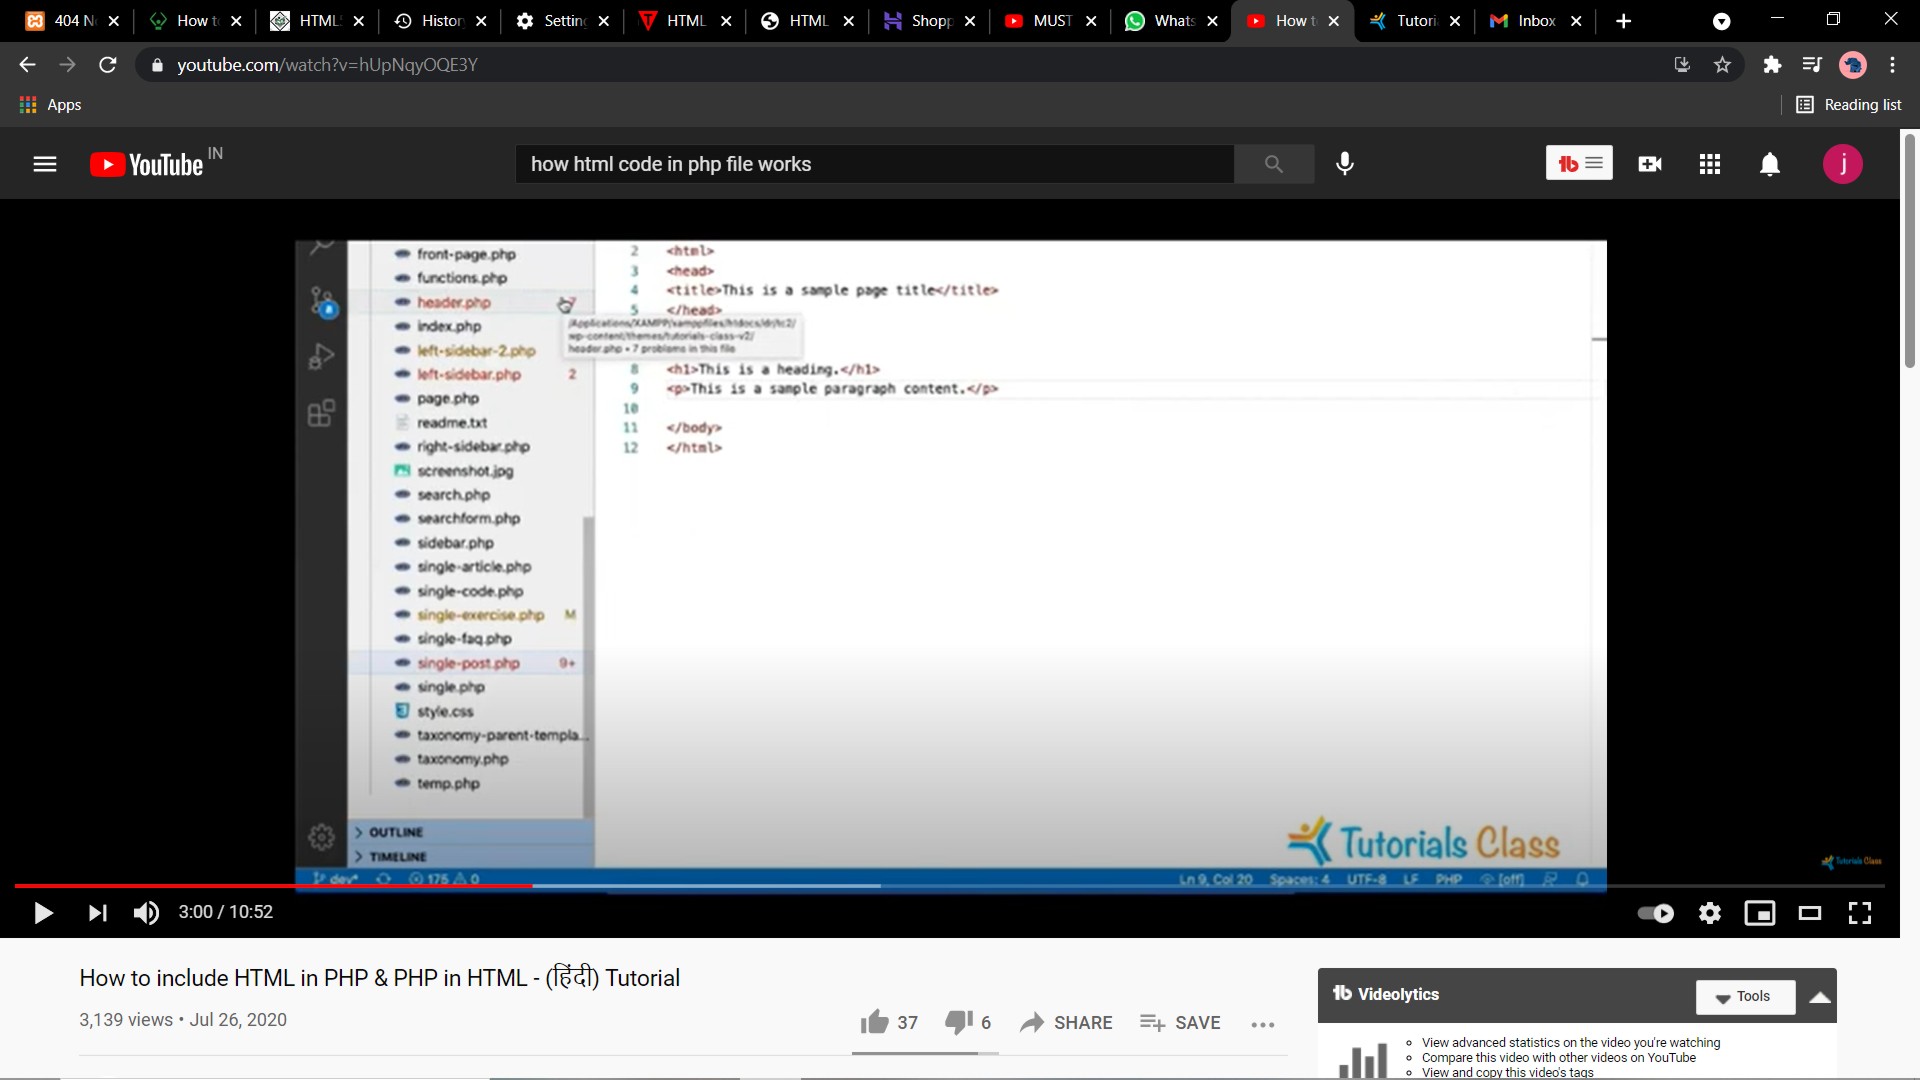 404 N
How to
HTML5
Histor
Settin
HTML
HTML
Shopp
MUST
Whats
How t
Tutori
Inbox
youtube.com/watch?v=hUpNqyOQE3Y
Apps
Reading list
YouTube IN
how html code in php file works
j
front-page.php
functions.php
header.php 7
index.php
left-sidebar-2.php
left-sidebar.php 2
page.php
readme.txt
right-sidebar.php
screenshot.jpg
search.php
searchform.php
sidebar.php
single-article.php
single-code.php
single-exercise.php M
single-faq.php
single-post.php 9+
single.php
style.css
taxonomy-parent-templa...
taxonomy.php
temp.php
OUTLINE
TIMELINE
2 <html>
3 <head>
4 <title>This is a sample page title</title>
5 </head>
/Applications/XAMPP/xamppfiles/htdocs/dr/tc2/
wp-content/themes/tutorials-class-v2/
header.php • 7 problems in this file
8 <h1>This is a heading.</h1>
9 <p>This is a sample paragraph content.</p>
10
11 </body>
12 </html>
Tutorials Class
Tutorials Class
dev* 175 0
Ln 9, Col 20 Spaces: 4 UTF-8 LF PHP [off]
3:00 / 10:52
How to include HTML in PHP & PHP in HTML - (हिंदी) Tutorial
3,139 views • Jul 26, 2020
37 6 SHARE SAVE
Videolytics
Tools
View advanced statistics on the video you're watching
Compare this video with other videos on YouTube
View and copy this video's tags